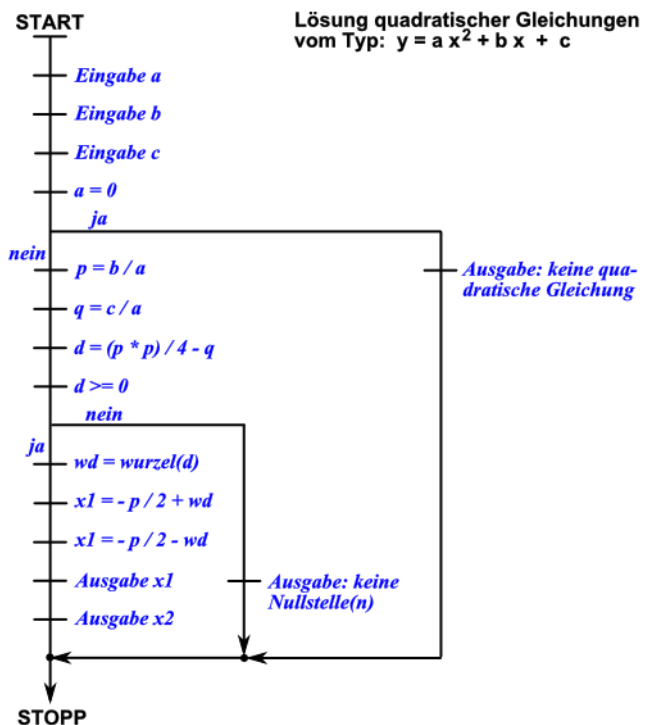 START
Lösung quadratischer Gleichungen
vom Typ: y = a x² + b x + c
Eingabe a
Eingabe b
Eingabe c
a = 0
ja
nein
p = b / a
Ausgabe: keine qua-
dratische Gleichung
q = c / a
d = (p * p) / 4 - q
d >= 0
nein
ja
wd = wurzel(d)
x1 = - p / 2 + wd
x1 = - p / 2 - wd
Ausgabe x1
Ausgabe: keine
Nullstelle(n)
Ausgabe x2
STOPP